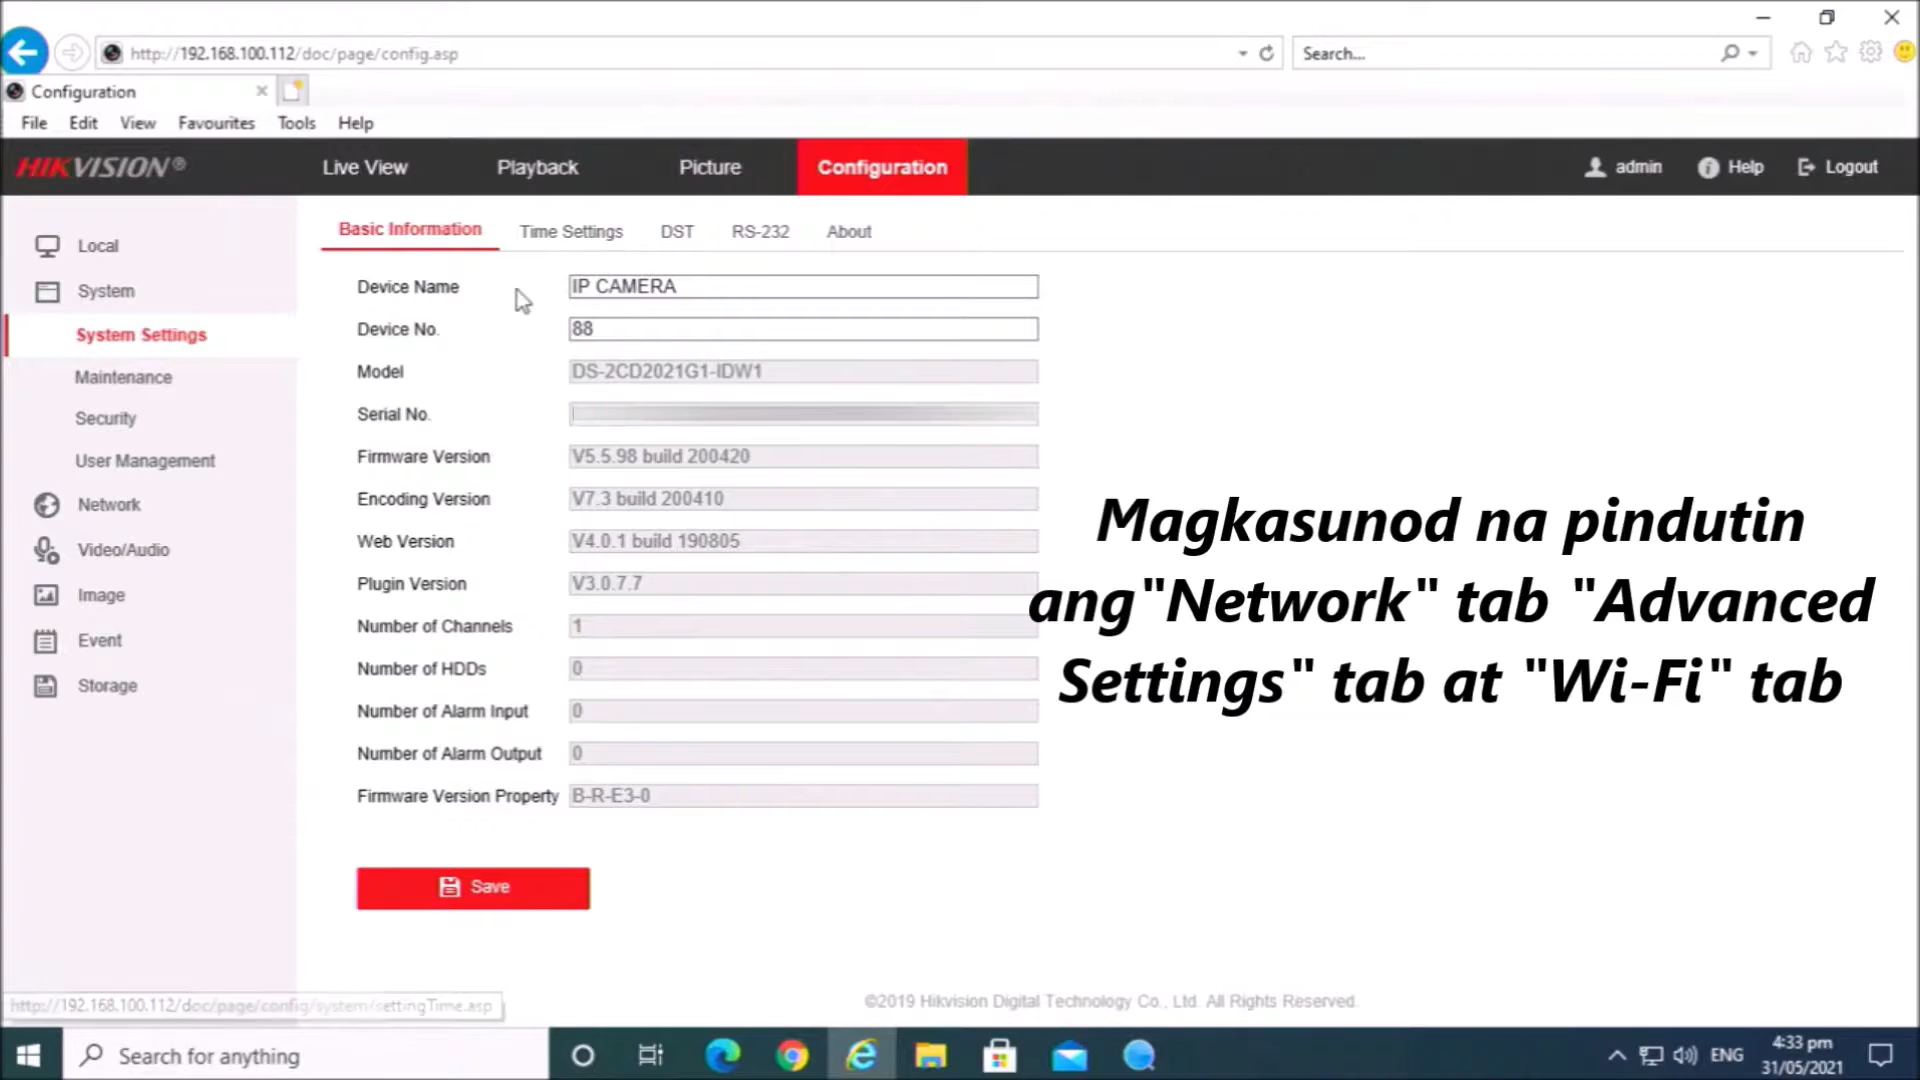 http://192.168.100.112/doc/page/config.asp
Search...
Configuration
File Edit View Favourites Tools Help
HIKVISION®
Live View Playback Picture Configuration
admin Help Logout
Local
System
System Settings
Maintenance
Security
User Management
Network
Video/Audio
Image
Event
Storage
Basic Information Time Settings DST RS-232 About
Device Name IP CAMERA
Device No. 88
Model DS-2CD2021G1-IDW1
Serial No.
Firmware Version V5.5.98 build 200420
Encoding Version V7.3 build 200410
Web Version V4.0.1 build 190805
Plugin Version V3.0.7.7
Number of Channels 1
Number of HDDs 0
Number of Alarm Input 0
Number of Alarm Output 0
Firmware Version Property B-R-E3-0
Save
Magkasunod na pindutin
ang"Network" tab "Advanced
Settings" tab at "Wi-Fi" tab
©2019 Hikvision Digital Technology Co., Ltd. All Rights Reserved.
http://192.168.100.112/doc/page/config/system/settingTime.asp
Search for anything
ENG
4:33 pm
31/05/2021